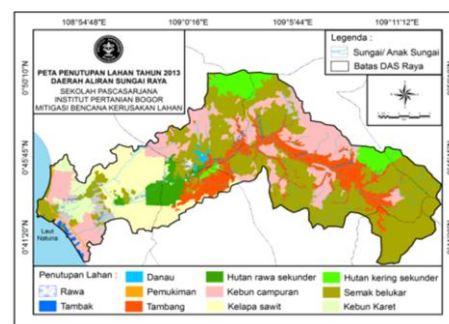 108°54'48"E 109°0'16"E 109°5'44"E 109°11'12"E
PETA PENUTUPAN LAHAN TAHUN 2013
DAERAH ALIRAN SUNGAI RAYA
SEKOLAH PASCASARJANA
INSTITUT PERTANIAN BOGOR
MITIGASI BENCANA KERUSAKAN LAHAN
Legenda :
Sungai/ Anak Sungai
Batas DAS Raya
0°50'10"N
0°45'45"N
0°41'20"N
Laut
Natuna
Penutupan Lahan :
Rawa
Tambak
Danau
Pemukiman
Tambang
Hutan rawa sekunder
Kebun campuran
Kelapa sawit
Hutan kering sekunder
Semak belukar
Kebun Karet